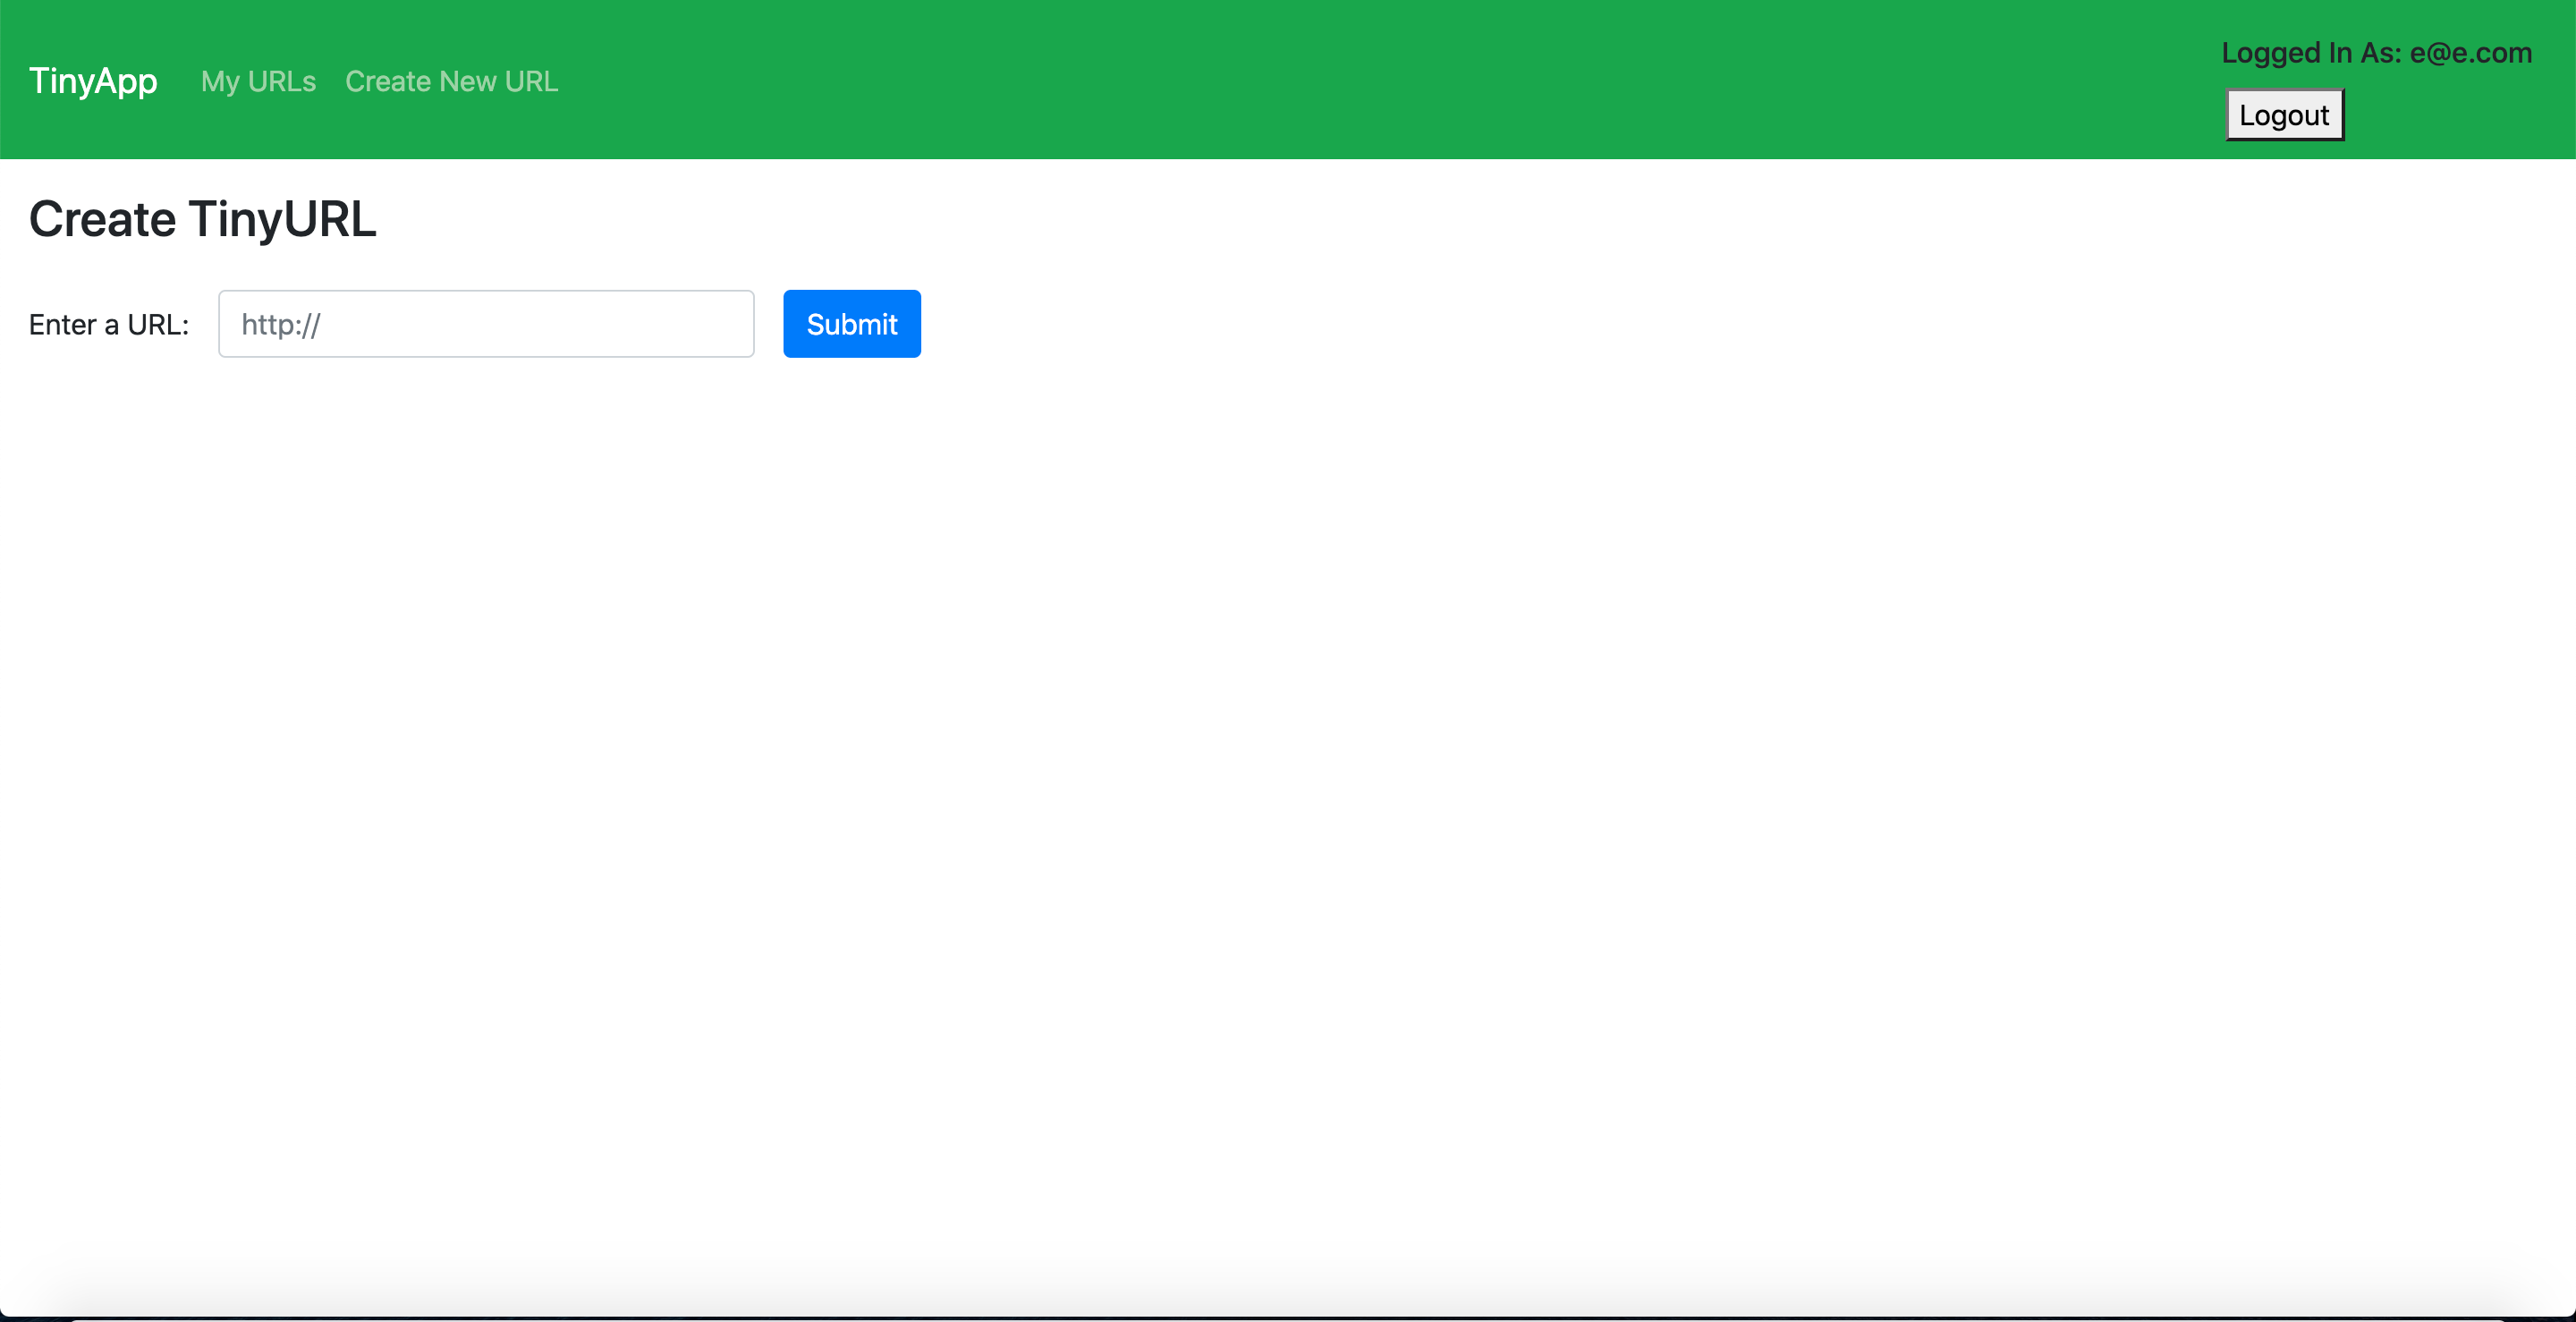 TinyApp My URLs Create New URL
Logged In As: e@e.com
Logout
Create TinyURL
Enter a URL: http:// Submit